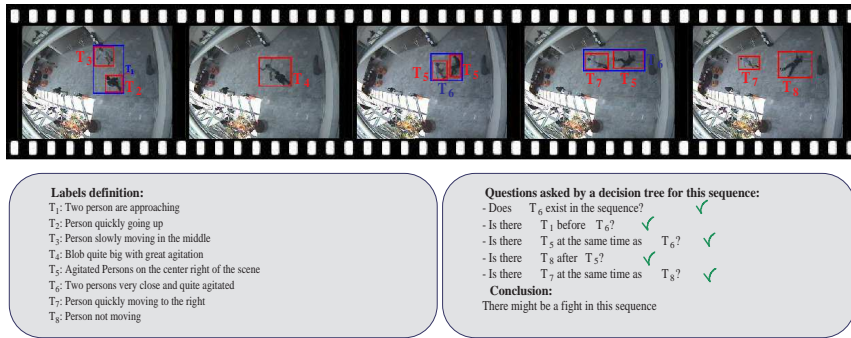 T3 T1 T2
T4
T5 T6
T7 T5 T6
T7 T8
Labels definition:
T1: Two person are approaching
T2: Person quickly going up
T3: Person slowly moving in the middle
T4: Blob quite big with great agitation
T5: Agitated Persons on the center right of the scene
T6: Two persons very close and quite agitated
T7: Person quickly moving to the right
T8: Person not moving
Questions asked by a decision tree for this sequence:
- Does T6 exist in the sequence?
- Is there T1 before T6?
- Is there T5 at the same time as T6?
- Is there T8 after T5?
- Is there T7 at the same time as T8?
Conclusion:
There might be a fight in this sequence